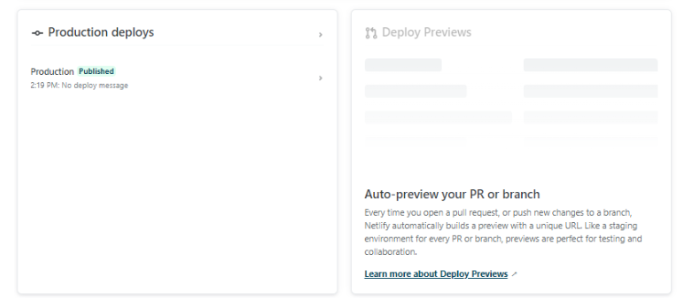 Production deploys
Production Published
2:19 PM: No deploy message
Deploy Previews
Auto-preview your PR or branch
Every time you open a pull request, or push new changes to a branch,
Netlify automatically builds a preview with a unique URL. Like a staging
environment for every PR or branch, previews are perfect for testing and
collaboration.
Learn more about Deploy Previews